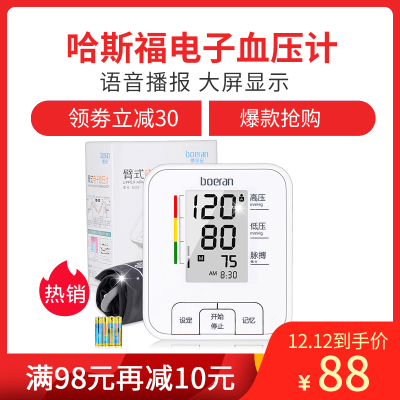 哈斯福电子血压计
语音播报 大屏显示
领券立减30
爆款抢购
boeran
臂式
boeran
120
高压
mmHg
80
低压
mmHg
M 75
脉搏
AM 8:30
设定
开始
停止
记忆
热销
12.12到手价
满98元再减10元
¥88